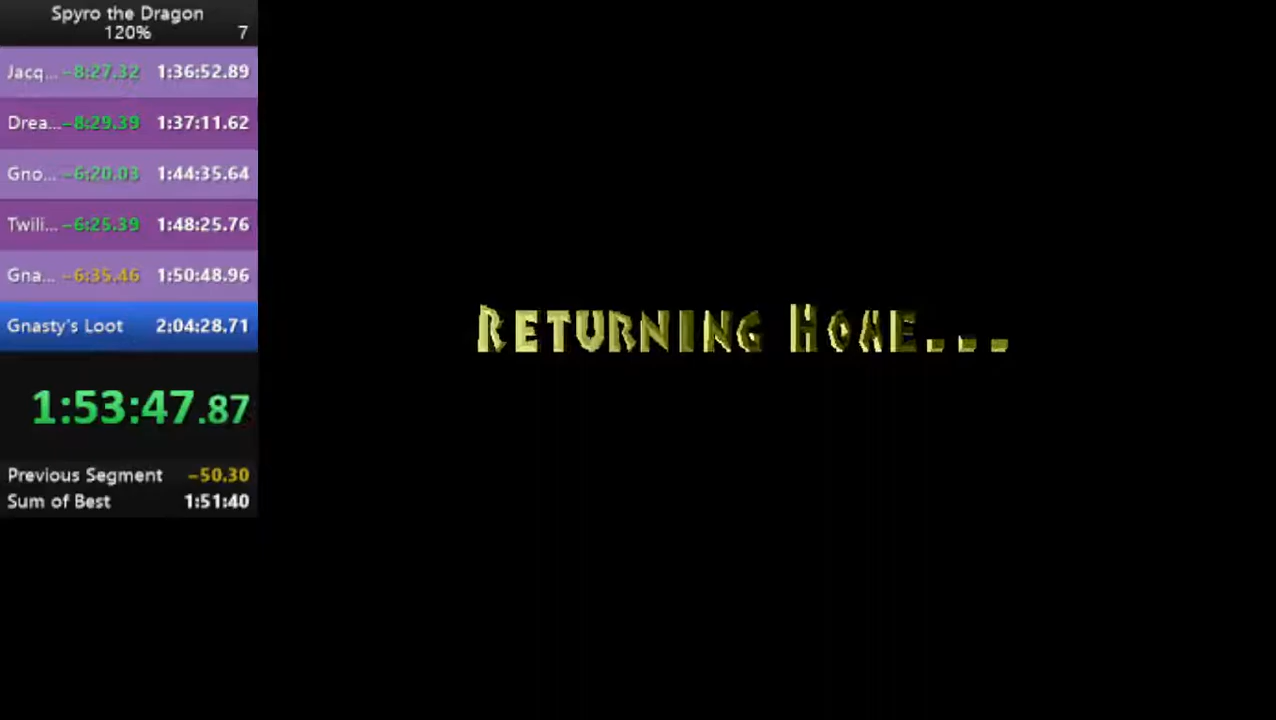 Spyro the Dragon
120% 7
Jacq... −8:27.32 1:36:52.89
Drea... −8:29.39 1:37:11.62
Gno... −6:20.03 1:44:35.64
Twili... −6:25.39 1:48:25.76
Gna... −6:35.46 1:50:48.96
Gnasty's Loot 2:04:28.71
1:53:47.87
Previous Segment −50.30
Sum of Best 1:51:40
RETURNING HOME...